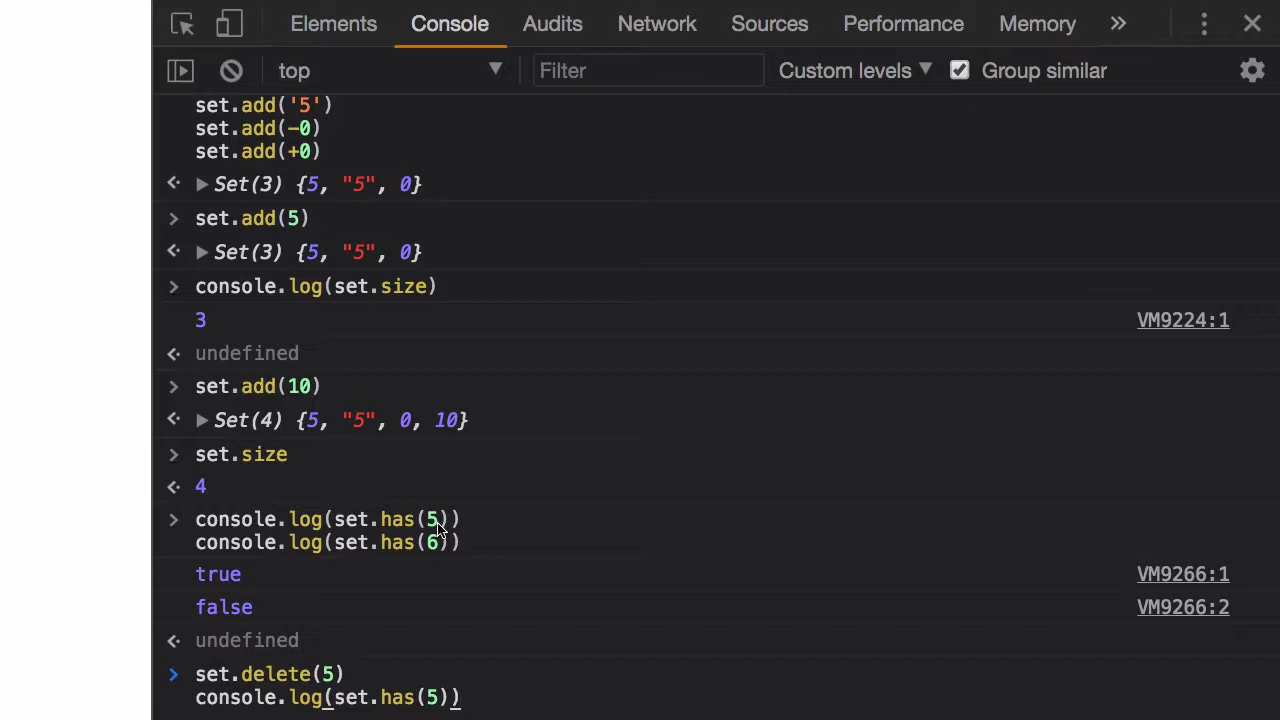 Elements Console Audits Network Sources Performance Memory »
top Filter Custom levels Group similar
set.add('5')
set.add(−0)
set.add(+0)
Set(3) {5, "5", 0}
set.add(5)
Set(3) {5, "5", 0}
console.log(set.size)
3 VM9224:1
undefined
set.add(10)
Set(4) {5, "5", 0, 10}
set.size
4
console.log(set.has(5))
console.log(set.has(6))
true VM9266:1
false VM9266:2
undefined
set.delete(5)
console.log(set.has(5))